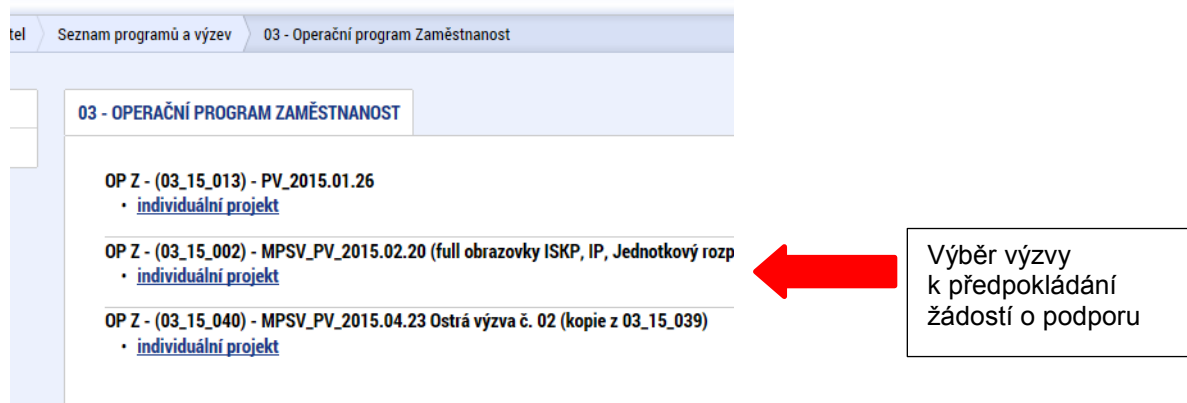 tel Seznam programů a výzev 03 - Operační program Zaměstnanost
03 - OPERAČNÍ PROGRAM ZAMĚSTNANOST
OP Z - (03_15_013) - PV_2015.01.26
• individuální projekt
OP Z - (03_15_002) - MPSV_PV_2015.02.20 (full obrazovky ISKP, IP, Jednotkový rozp
• individuální projekt
OP Z - (03_15_040) - MPSV_PV_2015.04.23 Ostrá výzva č. 02 (kopie z 03_15_039)
• individuální projekt
Výběr výzvy
k předpokládání
žádostí o podporu